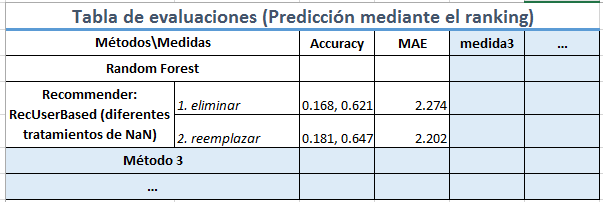 Tabla de evaluaciones (Predicción mediante el ranking)
Métodos\Medidas Accuracy MAE medida3 ...
Random Forest
Recommender:
RecUserBased (diferentes
tratamientos de NaN)
1. eliminar 0.168, 0.621 2.274
2. reemplazar 0.181, 0.647 2.202
Método 3
...